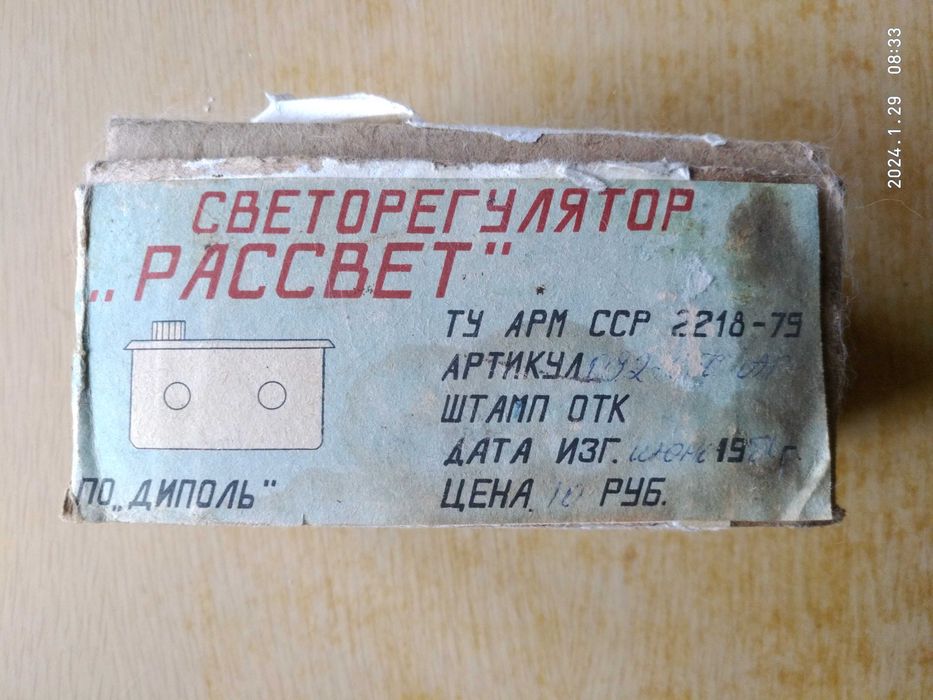 СВЕТОРЕГУЛЯТОР
„РАССВЕТ“
ТУ АРМ ССР 2218-79
АРТИКУЛ
ШТАМП ОТК
ДАТА ИЗГ. 19 г.
ЦЕНА 10 РУБ.
ПО „ДИПОЛЬ“
2024.1.29 08:33